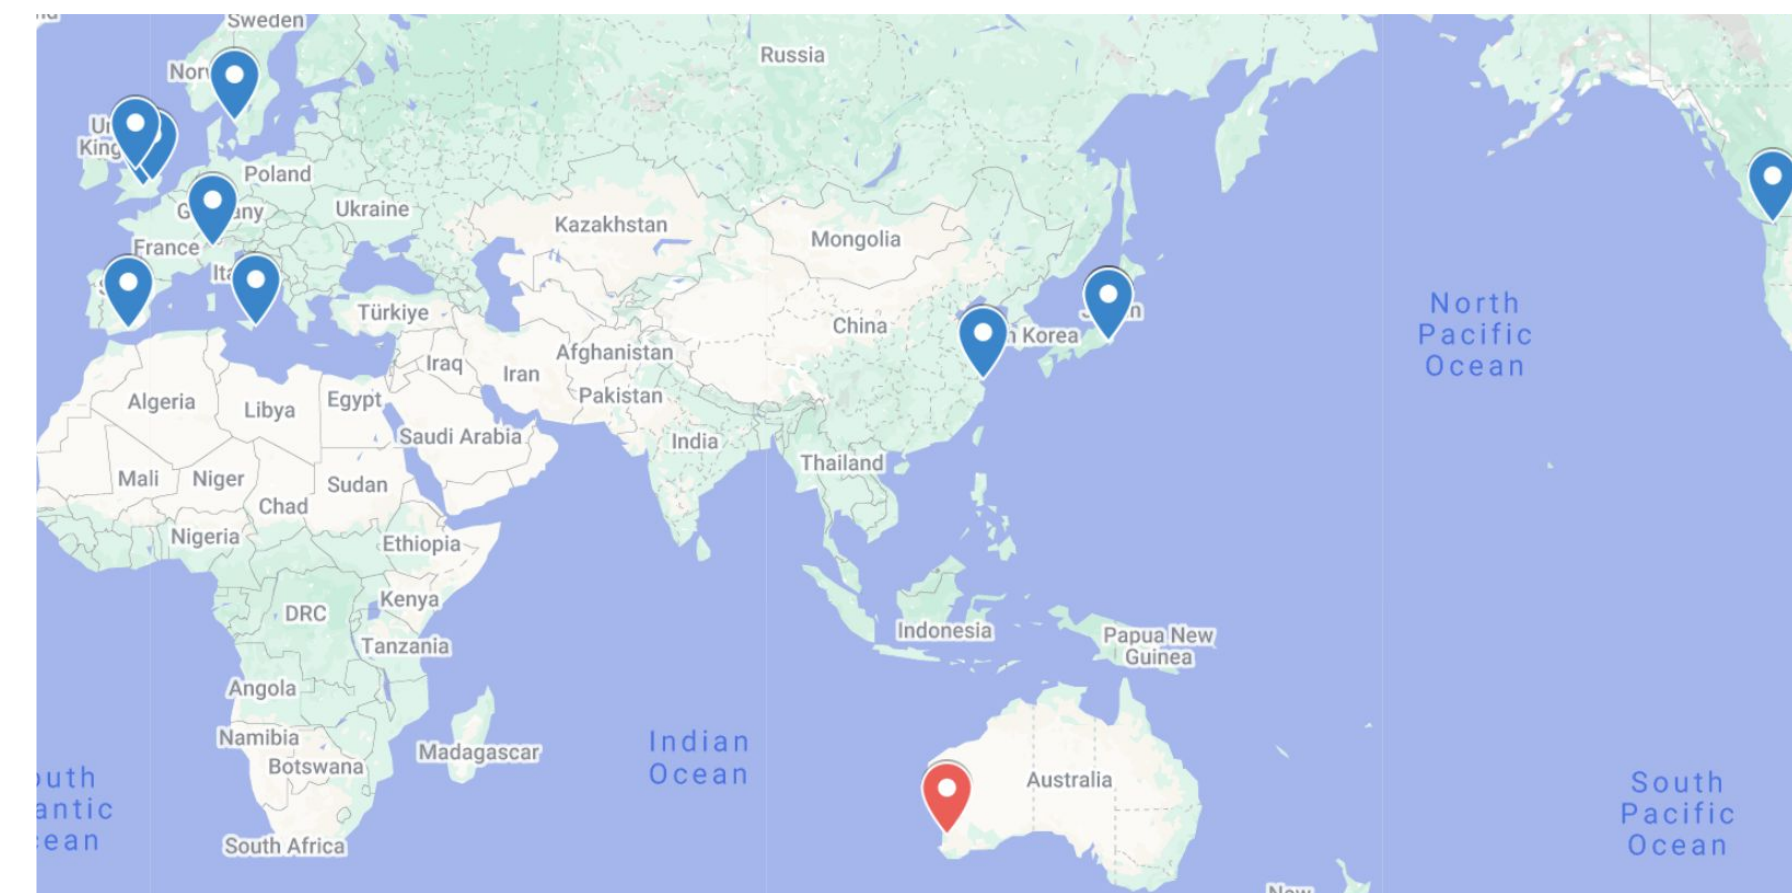 Sweden
Russia
Poland
Ukraine
Kazakhstan
Mongolia
France
Türkiye
China
Korea
Afghanistan
Iraq
Iran
Pakistan
Algeria
Libya
Egypt
Saudi Arabia
India
Thailand
Mali
Niger
Sudan
Chad
Nigeria
Ethiopia
Kenya
DRC
Tanzania
Indonesia
Papua New
Guinea
Angola
Namibia
Botswana
Madagascar
South Africa
Australia
North
Pacific
Ocean
Indian
Ocean
South
Pacific
Ocean
New